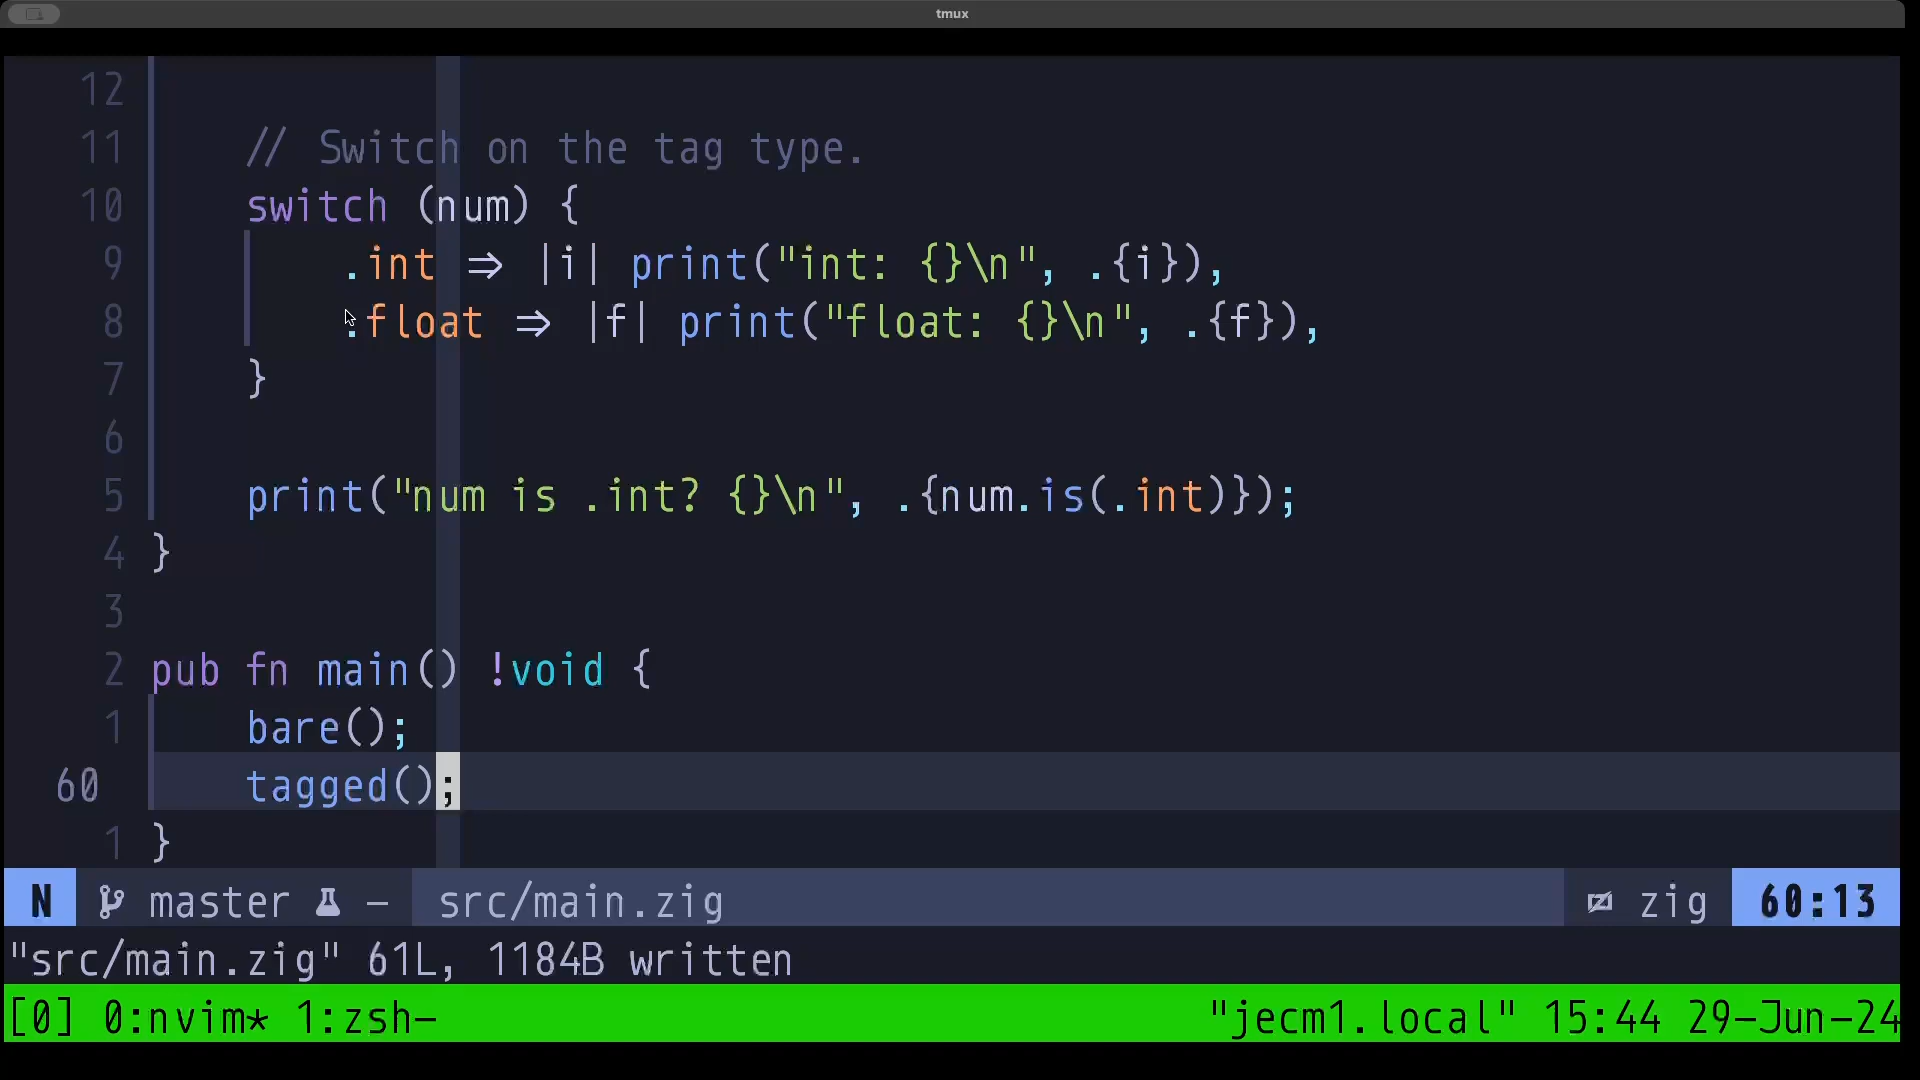 tmux
12
11 // Switch on the tag type.
10 switch (num) {
9 .int => |i| print("int: {}\n", .{i}),
8 .float => |f| print("float: {}\n", .{f}),
7 }
6
5 print("num is .int? {}\n", .{num.is(.int)});
4 }
3
2 pub fn main() !void {
1 bare();
60 tagged();
1 }
N master - src/main.zig zig 60:13
"src/main.zig" 61L, 1184B written
[0] 0:nvim* 1:zsh- "jecm1.local" 15:44 29-Jun-24